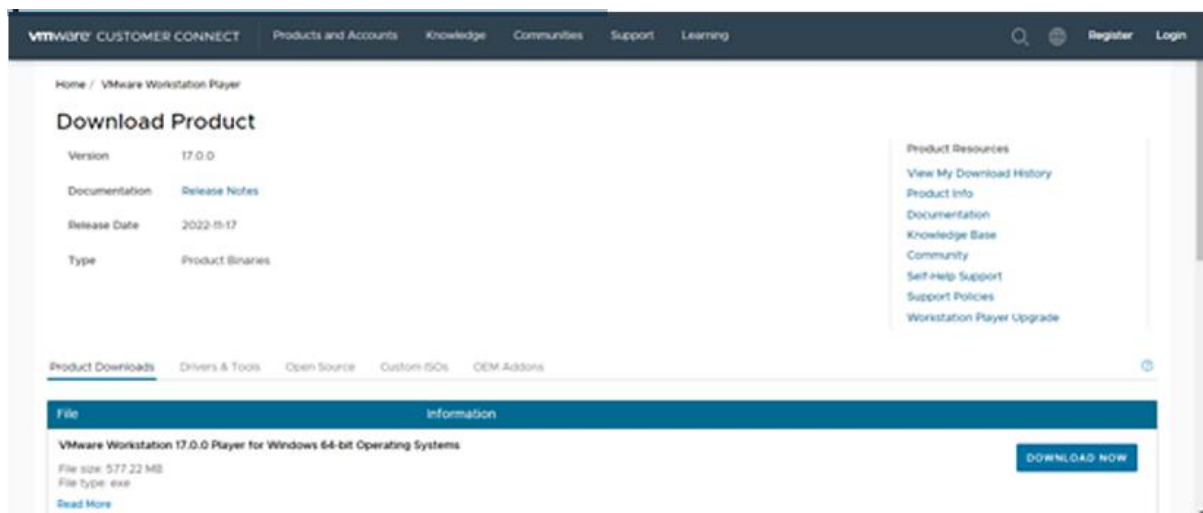 vmware CUSTOMER CONNECT Products and Accounts Knowledge Communities Support Learning Register Login
Home / VMware Workstation Player
Download Product
Version 17.0.0
Documentation Release Notes
Release Date 2022-11-17
Type Product Binaries
Product Resources
View My Download History
Product Info
Documentation
Knowledge Base
Community
Self-Help Support
Support Policies
Workstation Player Upgrade
Product Downloads Drivers & Tools Open Source Custom ISOs OEM Addons
File Information
VMware Workstation 17.0.0 Player for Windows 64-bit Operating Systems
File size: 577.22 MB
File type: exe
Read More
DOWNLOAD NOW